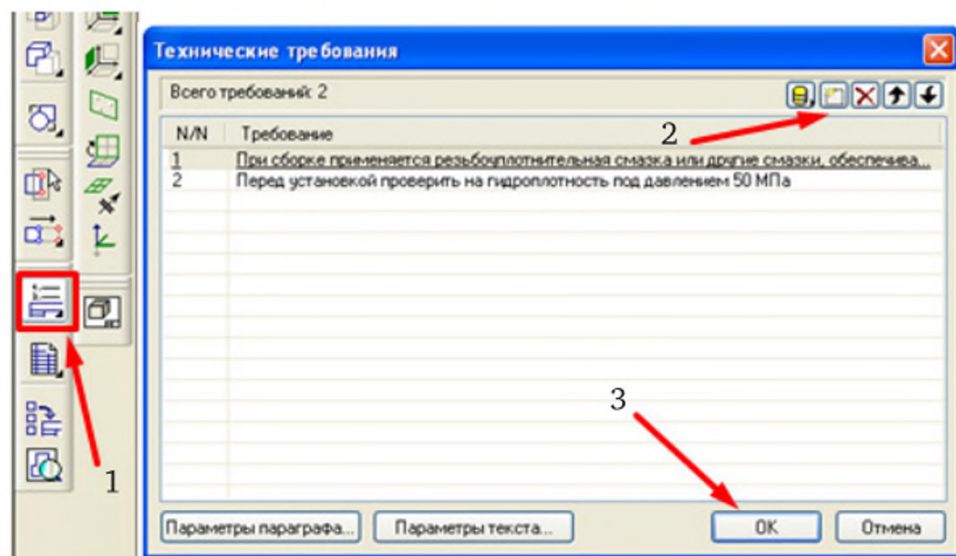 Технические требования
Всего требований: 2
2
N/N Требование
1 При сборке применяется резьбоуплотнительная смазка или другие смазки, обеспечива...
2 Перед установкой проверить на гидроплотность под давлением 50 МПа
3
1
Параметры параграфа... Параметры текста... OK Отмена